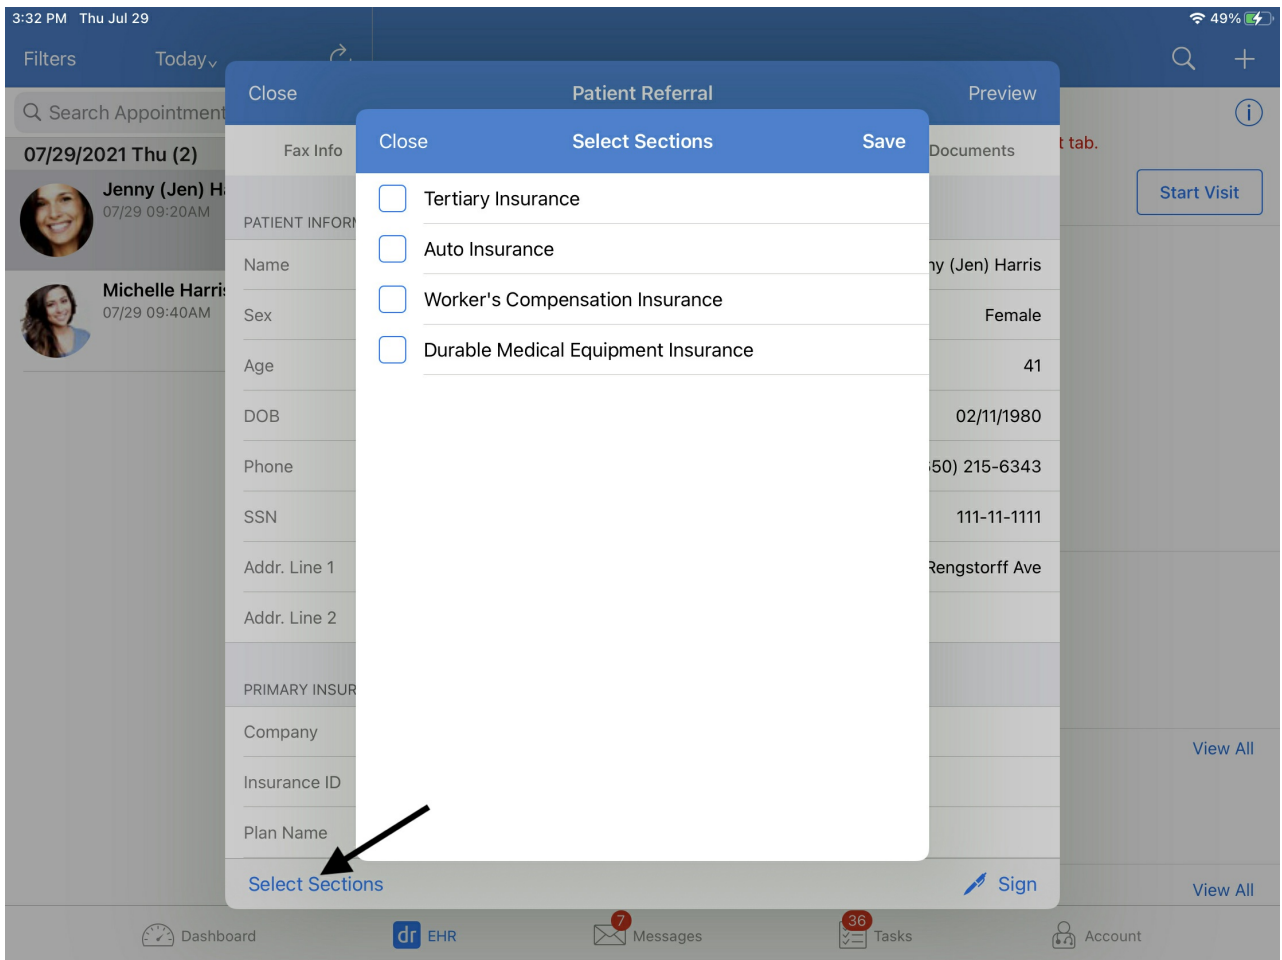 3:32 PM Thu Jul 29
49%
Filters
Today
Close
Patient Referral
Preview
Search Appointment
Close
Select Sections
Save
07/29/2021 Thu (2)
Fax Info
Documents
t tab.
Jenny (Jen) H
07/29 09:20AM
Start Visit
Tertiary Insurance
PATIENT INFOR
Auto Insurance
Name
ny (Jen) Harris
Michelle Harris
07/29 09:40AM
Worker's Compensation Insurance
Sex
Female
Durable Medical Equipment Insurance
Age
41
DOB
02/11/1980
Phone
50) 215-6343
SSN
111-11-1111
Addr. Line 1
Rengstorff Ave
Addr. Line 2
PRIMARY INSUR
Company
View All
Insurance ID
Plan Name
Select Sections
Sign
View All
Dashboard
dr EHR
7
Messages
36
Tasks
Account